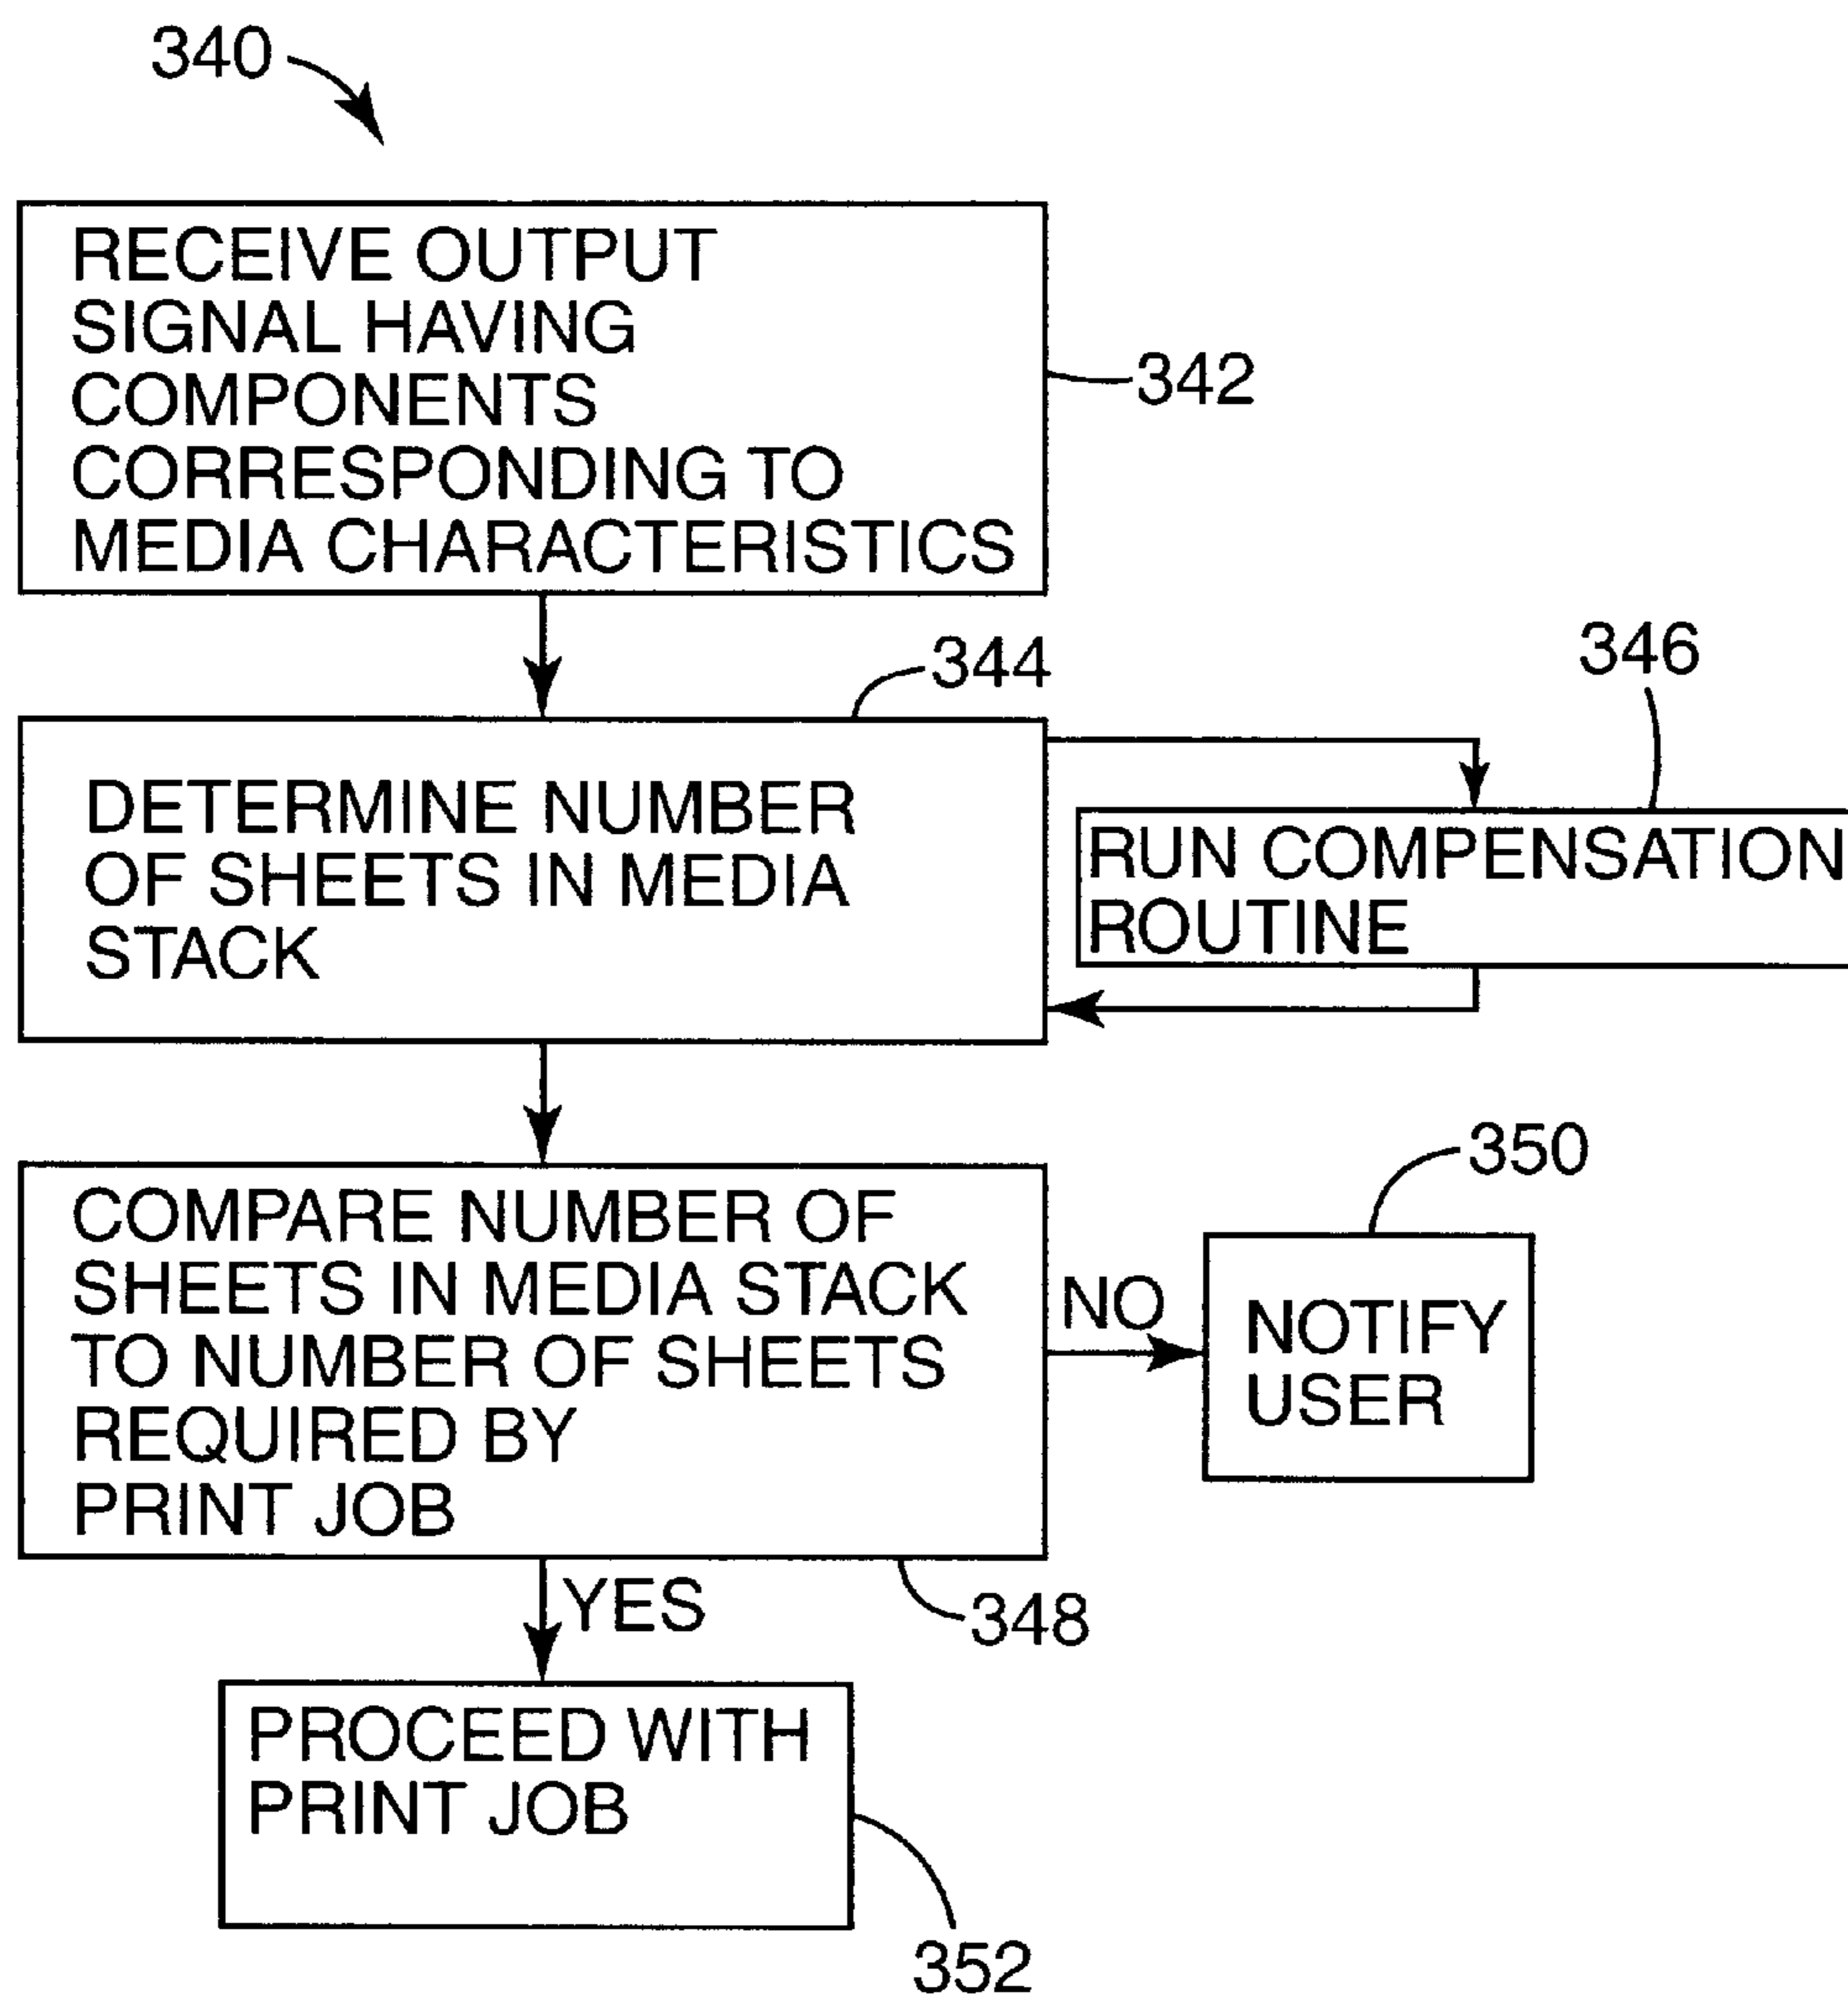 340
RECEIVE OUTPUT
SIGNAL HAVING
COMPONENTS
CORRESPONDING TO
MEDIA CHARACTERISTICS
342
344
346
DETERMINE NUMBER
OF SHEETS IN MEDIA
STACK
RUN COMPENSATION
ROUTINE
350
COMPARE NUMBER OF
SHEETS IN MEDIA STACK
TO NUMBER OF SHEETS
REQUIRED BY
PRINT JOB
NO
NOTIFY
USER
YES
348
PROCEED WITH
PRINT JOB
352